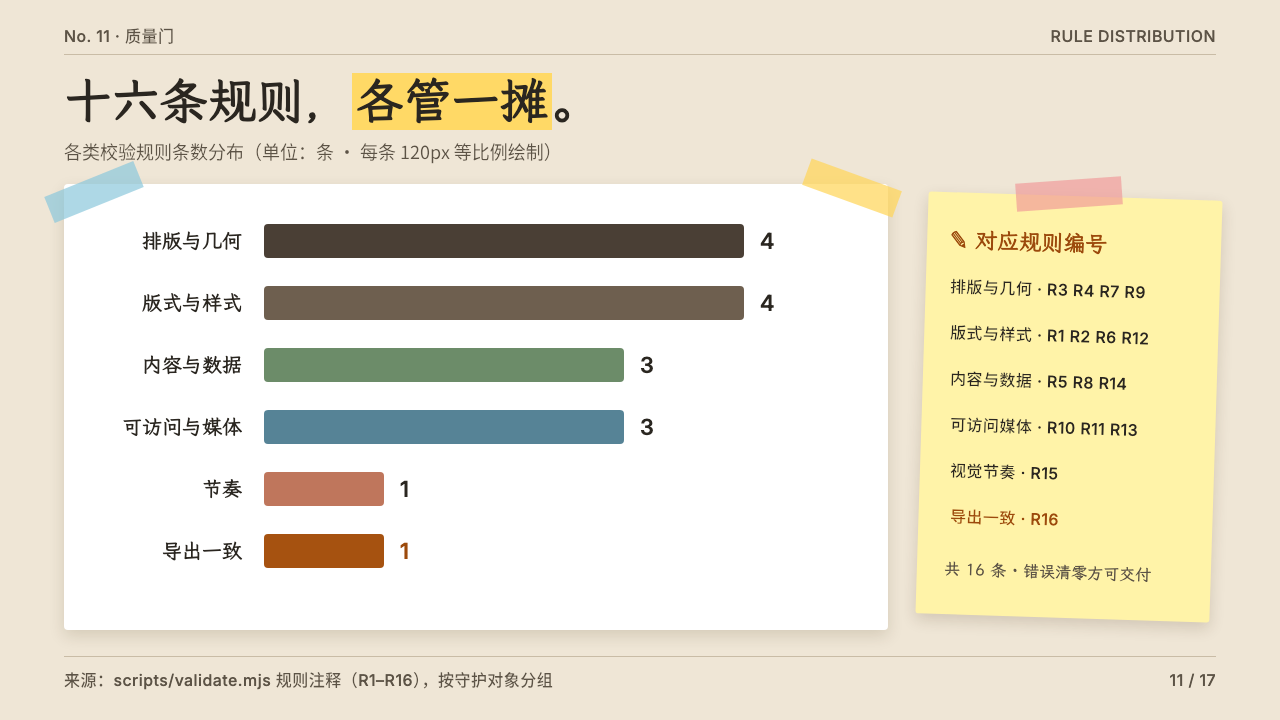 No. 11 · 质量门
RULE DISTRIBUTION
十六条规则，各管一摊。
各类校验规则条数分布（单位：条 · 每条 120px 等比例绘制）
排版与几何 4
版式与样式 4
内容与数据 3
可访问与媒体 3
节奏 1
导出一致 1
✎ 对应规则编号
排版与几何 · R3 R4 R7 R9
版式与样式 · R1 R2 R6 R12
内容与数据 · R5 R8 R14
可访问媒体 · R10 R11 R13
视觉节奏 · R15
导出一致 · R16
共 16 条 · 错误清零方可交付
来源：scripts/validate.mjs 规则注释（R1–R16），按守护对象分组
11 / 17